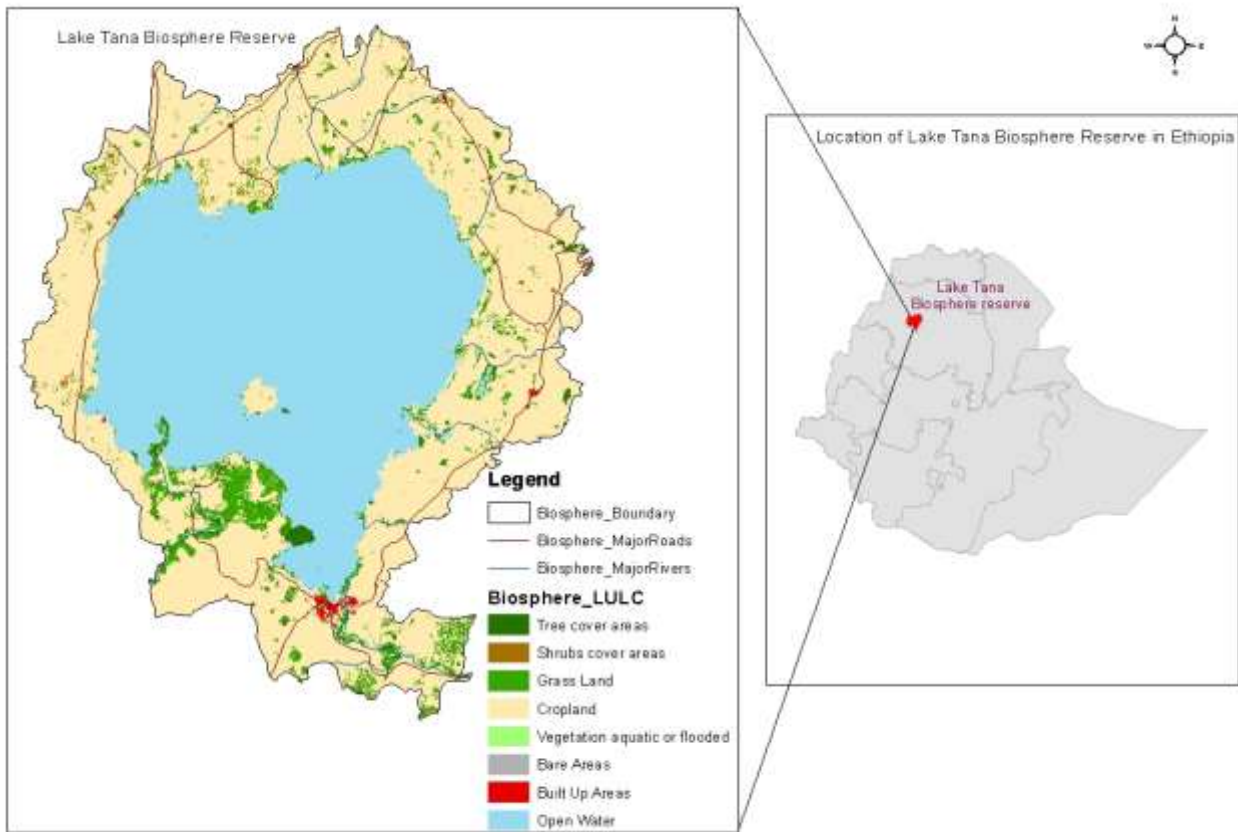 Lake Tana Biosphere Reserve
Legend
Biosphere_Boundary
Biosphere_MajorRoads
Biosphere_MajorRivers
Biosphere_LULC
Tree cover areas
Shrubs cover areas
Grass Land
Cropland
Vegetation aquatic or flooded
Bare Areas
Built Up Areas
Open Water
N
W
E
S
Location of Lake Tana Biosphere Reserve in Ethiopia
Lake Tana
Biosphere reserve